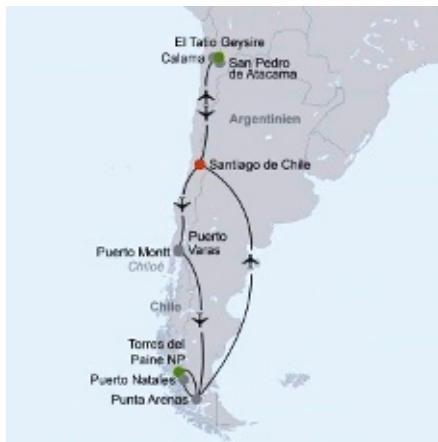 El Tatio Geysire
Calama
San Pedro
de Atacama
Argentinien
Santiago de Chile
Puerto
Varas
Puerto Montt
Chiloé
Chile
Torres del
Paine NP
Puerto Natales
Punta Arenas